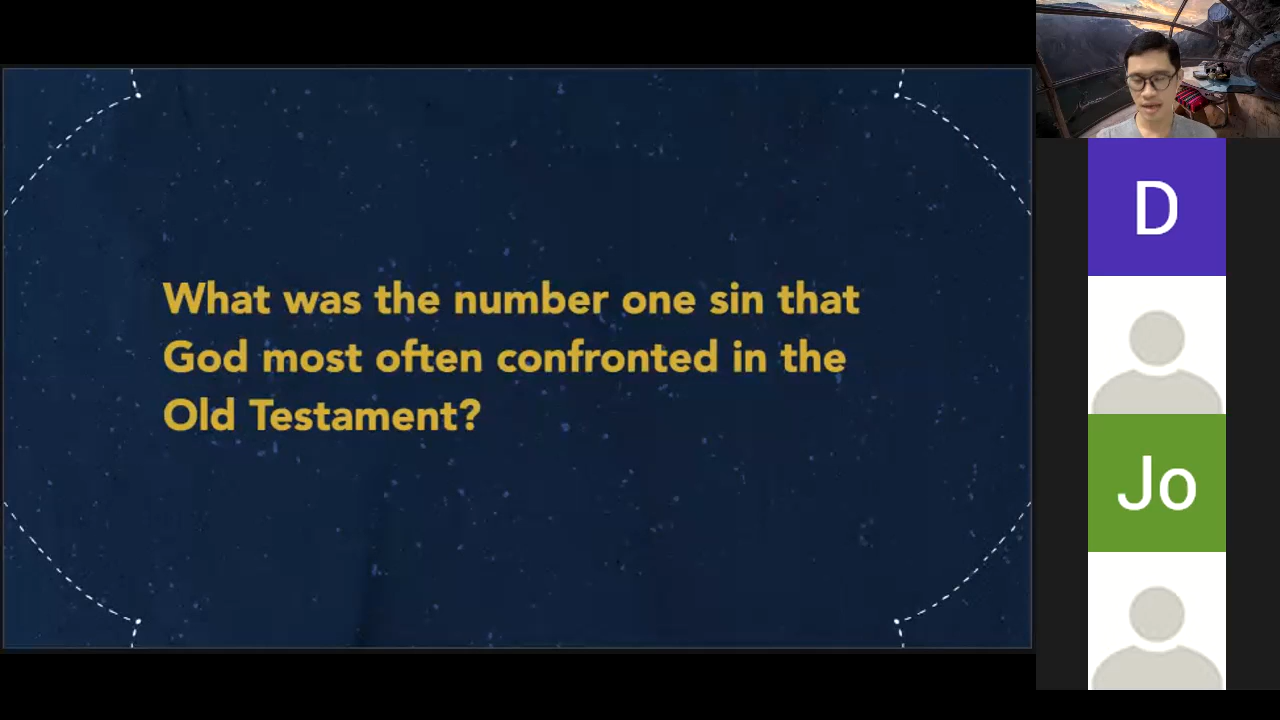 What was the number one sin that
God most often confronted in the
Old Testament?
D
Jo